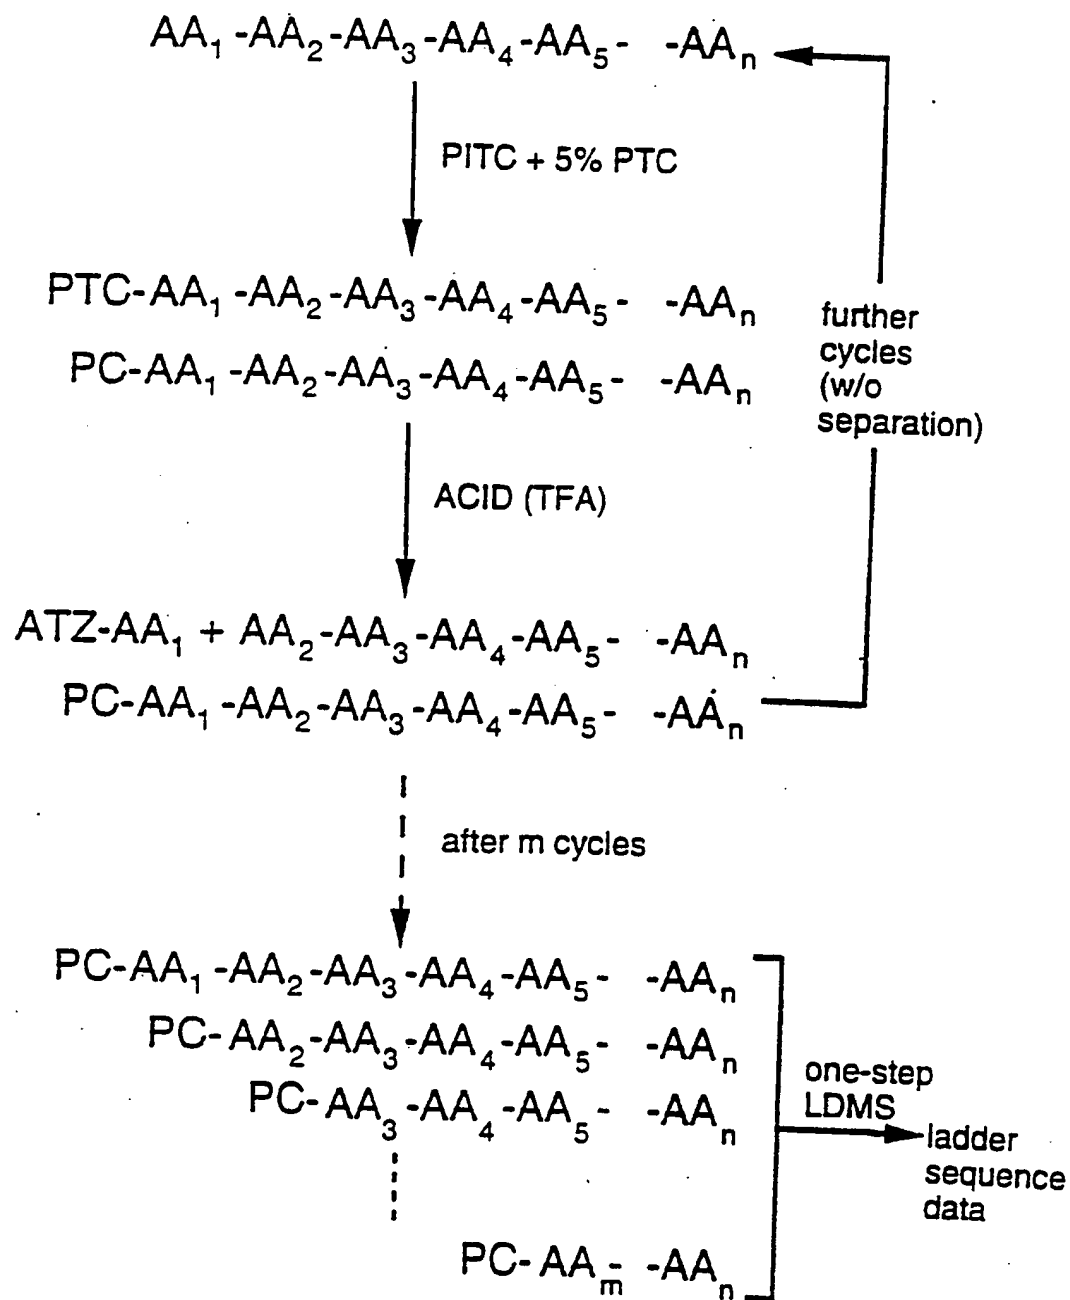 AA₁ -AA₂-AA₃-AA₄-AA₅- -AAₙ
PITC + 5% PTC
PTC-AA₁ -AA₂-AA₃-AA₄-AA₅- -AAₙ
PC-AA₁ -AA₂-AA₃-AA₄-AA₅- -AAₙ
further
cycles
(w/o
separation)
ACID (TFA)
ATZ-AA₁ + AA₂-AA₃-AA₄-AA₅- -AAₙ
PC-AA₁ -AA₂-AA₃-AA₄-AA₅- -AAₙ
after m cycles
PC-AA₁ -AA₂-AA₃-AA₄-AA₅- -AAₙ
PC-AA₂-AA₃-AA₄-AA₅- -AAₙ
PC-AA₃-AA₄-AA₅- -AAₙ
PC-AAₘ- -AAₙ
one-step
LDMS
ladder
sequence
data